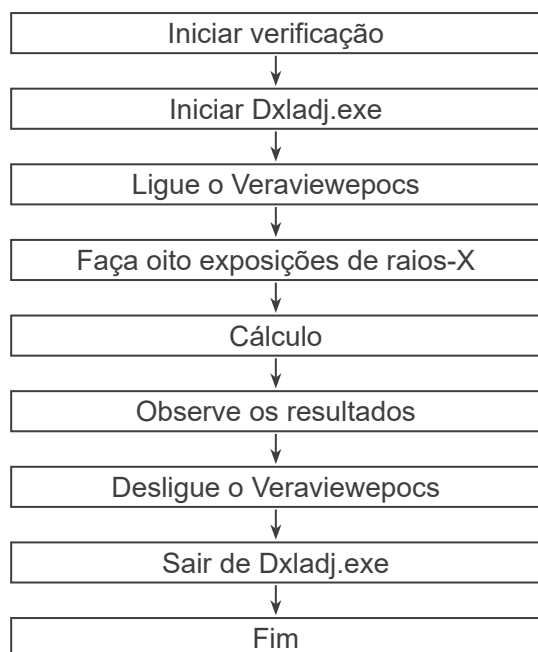 Iniciar verificação
Iniciar Dxladj.exe
Ligue o Veraviewepocs
Faça oito exposições de raios-X
Cálculo
Observe os resultados
Desligue o Veraviewepocs
Sair de Dxladj.exe
Fim